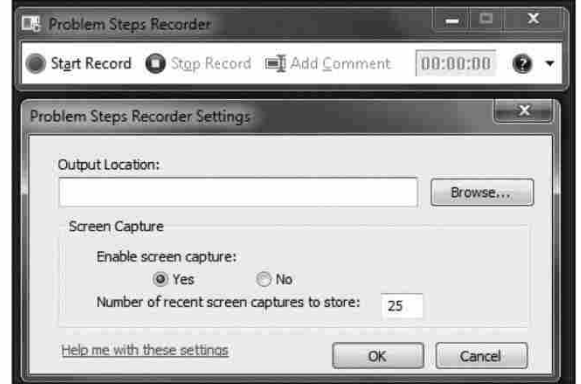 Problem Steps Recorder
Start Record Stop Record Add Comment 00:00:00
Problem Steps Recorder Settings
Output Location:
Browse...
Screen Capture
Enable screen capture:
Yes No
Number of recent screen captures to store: 25
Help me with these settings OK Cancel